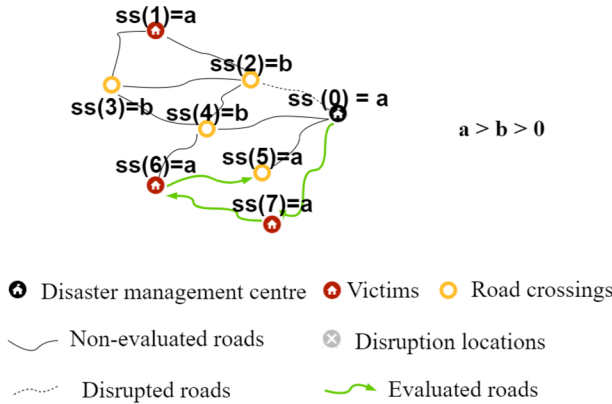 ss(1)=a
ss(2)=b
ss(3)=b
ss(4)=b
ss (0) = a
a > b > 0
ss(6)=a
ss(5)=a
ss(7)=a
Disaster management centre
Victims
Road crossings
Non-evaluated roads
Disruption locations
Disrupted roads
Evaluated roads